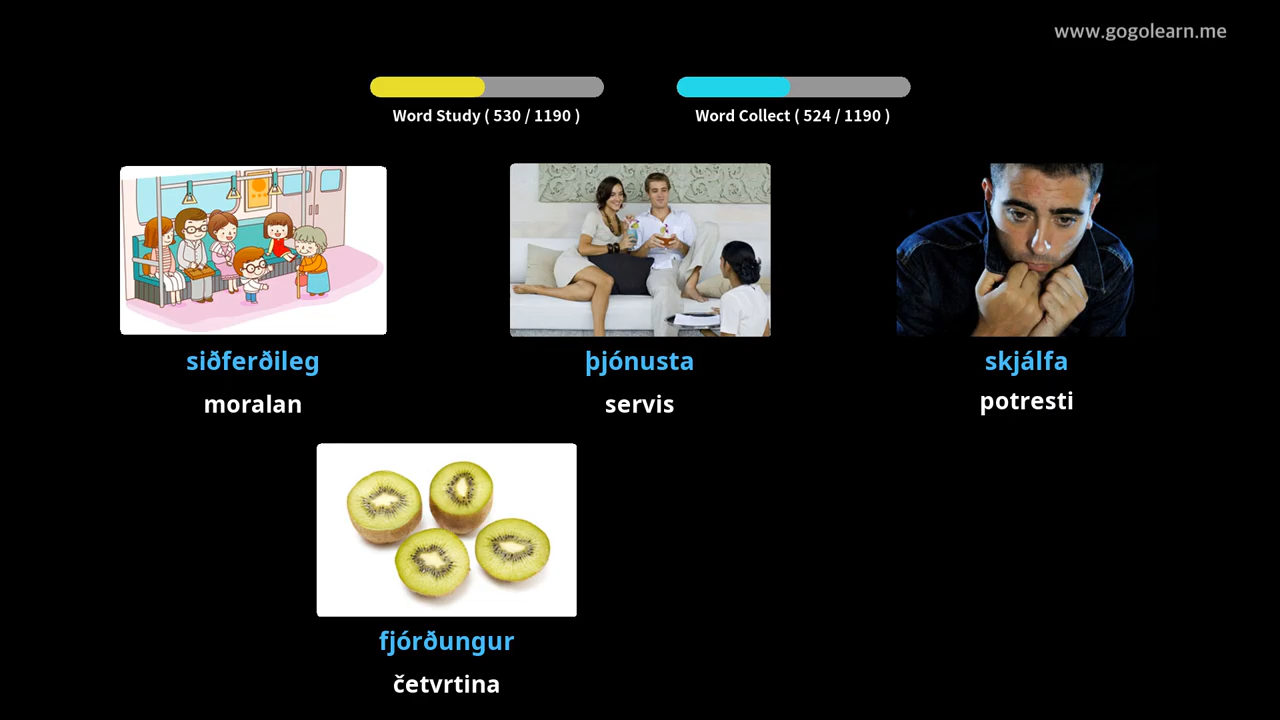 www.gogolearn.me
Word Study ( 530 / 1190 )
Word Collect ( 524 / 1190 )
siðferðileg
moralan
þjónusta
servis
skjálfa
potresti
fjórðungur
četvrtina